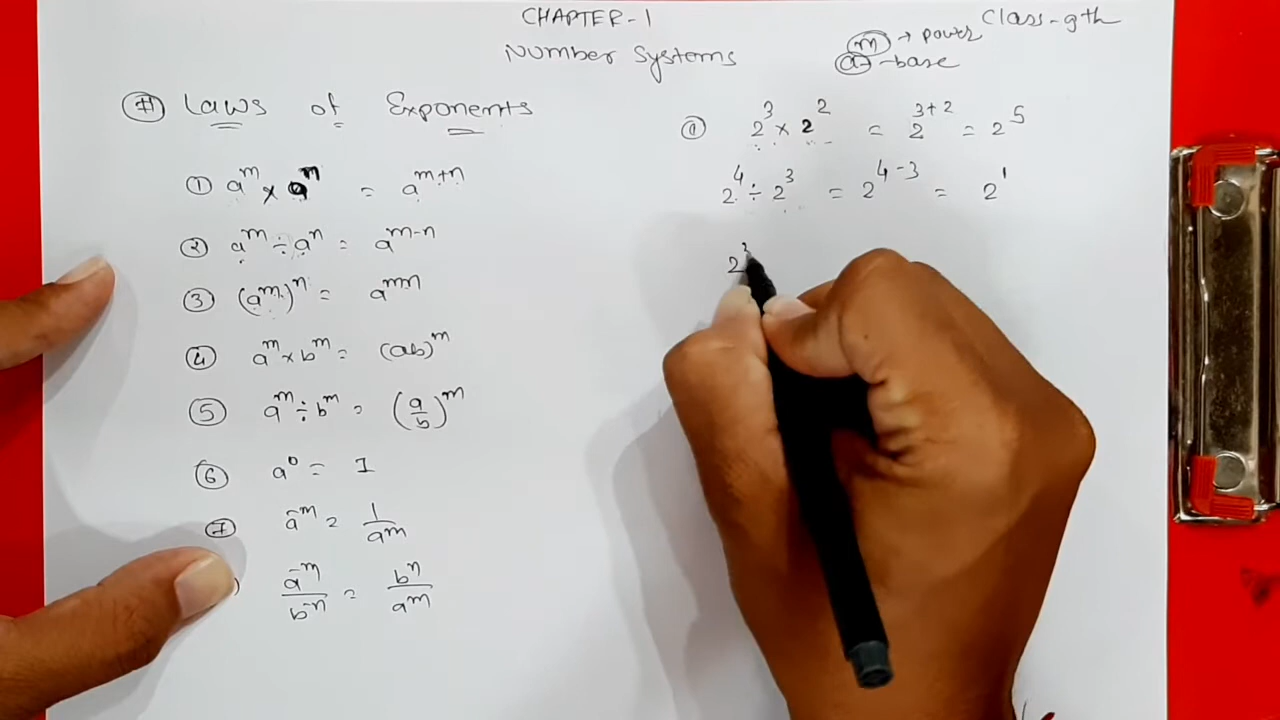 CHAPTER-1
Class-9th
Number Systems
m → power
a → base
# Laws of Exponents
① a^m × a^n = a^{m+n}
② a^m ÷ a^n = a^{m-n}
③ (a^m)^n = a^{mn}
④ a^m × b^m = (ab)^m
⑤ a^m ÷ b^m = (a/b)^m
⑥ a^0 = 1
⑦ a^{-m} = 1/a^m
a^{-m}/b^{-n} = b^n/a^m
① 2^3 × 2^2 = 2^{3+2} = 2^5
2^4 ÷ 2^3 = 2^{4-3} = 2^1